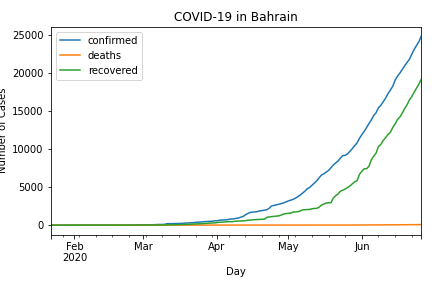 COVID-19 in Bahrain
confirmed
deaths
recovered
25000
20000
15000
10000
5000
0
Number of Cases
Feb
2020
Mar
Apr
May
Jun
Day